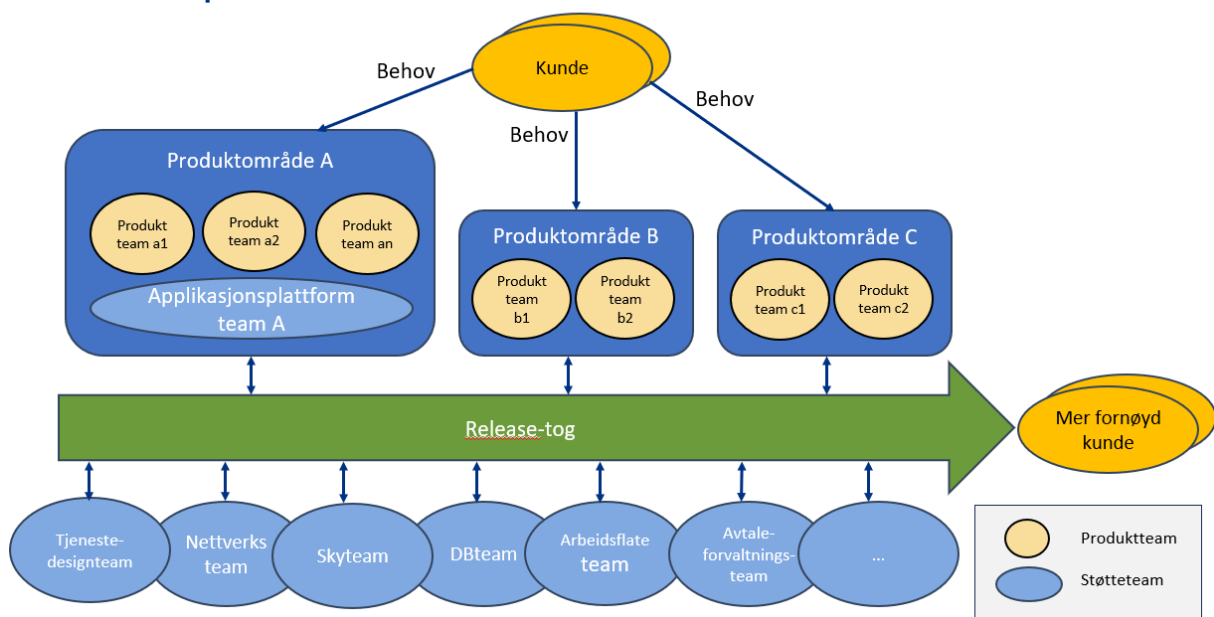 Kunde
Behov
Behov
Behov
Produktområde A
Produkt
team a1
Produkt
team a2
Produkt
team an
Applikasjonsplattform
team A
Produktområde B
Produkt
team
b1
Produkt
team
b2
Produktområde C
Produkt
team c1
Produkt
team c2
Release-tog
Mer fornøyd
kunde
Tjeneste-
designteam
Nettverks
team
Skyteam
DBteam
Arbeidsflate
team
Avtale-
forvaltnings-
team
...
Produktteam
Støtteteam